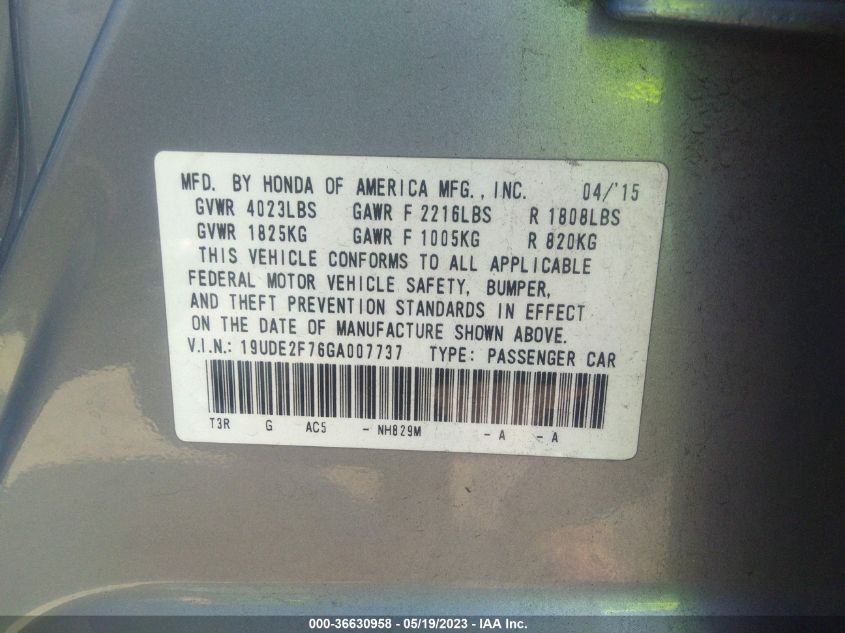 MFD. BY HONDA OF AMERICA MFG., INC. 04/'15
GVWR 4023LBS GAWR F 2216LBS R 1808LBS
GVWR 1825KG GAWR F 1005KG R 820KG
THIS VEHICLE CONFORMS TO ALL APPLICABLE
FEDERAL MOTOR VEHICLE SAFETY, BUMPER,
AND THEFT PREVENTION STANDARDS IN EFFECT
ON THE DATE OF MANUFACTURE SHOWN ABOVE.
V.I.N.: 19UDE2F76GA007737 TYPE: PASSENGER CAR
T3R G AC5 - NH829M - A - A
000-36630958 - 05/19/2023 - IAA Inc.